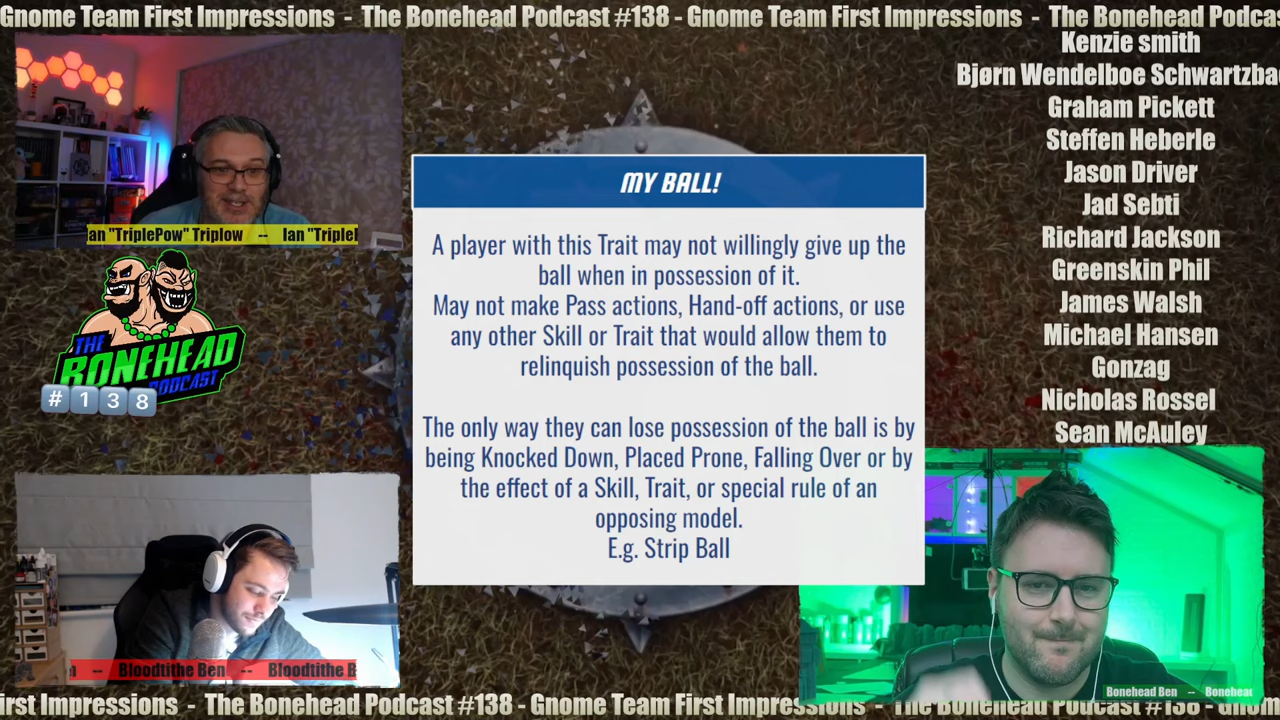 Gnome Team First Impressions - The Bonehead Podcast #138 - Gnome Team First Impressions - The Bonehead Podcas
Kenzie smith
Bjørn Wendelboe Schwartzba
Graham Pickett
Steffen Heberle
Jason Driver
Jad Sebti
Richard Jackson
Greenskin Phil
James Walsh
Michael Hansen
Gonzag
Nicholas Rossel
Sean McAuley
MY BALL!
A player with this Trait may not willingly give up the
ball when in possession of it.
May not make Pass actions, Hand-off actions, or use
any other Skill or Trait that would allow them to
relinquish possession of the ball.
The only way they can lose possession of the ball is by
being Knocked Down, Placed Prone, Falling Over or by
the effect of a Skill, Trait, or special rule of an
opposing model.
E.g. Strip Ball
an "TriplePow" Triplow -- Ian "Triple
THE
BONEHEAD
PODCAST
#138
-- Bloodtithe Ben -- Bloodtithe B
Bonehead Ben -- Bonehead
irst Impressions - The Bonehead Podcast #138 - Gnome Team First Impressions - The Bonehead Podcast #138 - Gnom